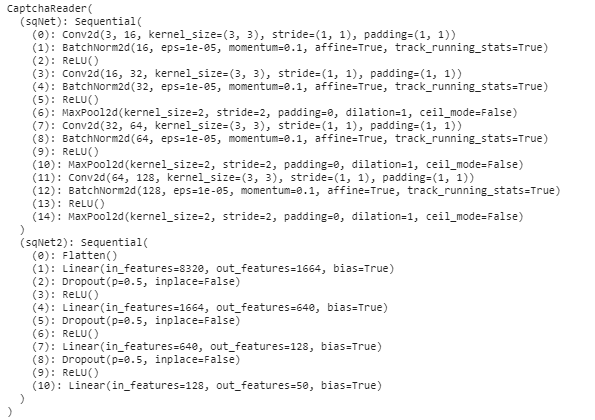 CaptchaReader(
  (sqNet): Sequential(
    (0): Conv2d(3, 16, kernel_size=(3, 3), stride=(1, 1), padding=(1, 1))
    (1): BatchNorm2d(16, eps=1e-05, momentum=0.1, affine=True, track_running_stats=True)
    (2): ReLU()
    (3): Conv2d(16, 32, kernel_size=(3, 3), stride=(1, 1), padding=(1, 1))
    (4): BatchNorm2d(32, eps=1e-05, momentum=0.1, affine=True, track_running_stats=True)
    (5): ReLU()
    (6): MaxPool2d(kernel_size=2, stride=2, padding=0, dilation=1, ceil_mode=False)
    (7): Conv2d(32, 64, kernel_size=(3, 3), stride=(1, 1), padding=(1, 1))
    (8): BatchNorm2d(64, eps=1e-05, momentum=0.1, affine=True, track_running_stats=True)
    (9): ReLU()
    (10): MaxPool2d(kernel_size=2, stride=2, padding=0, dilation=1, ceil_mode=False)
    (11): Conv2d(64, 128, kernel_size=(3, 3), stride=(1, 1), padding=(1, 1))
    (12): BatchNorm2d(128, eps=1e-05, momentum=0.1, affine=True, track_running_stats=True)
    (13): ReLU()
    (14): MaxPool2d(kernel_size=2, stride=2, padding=0, dilation=1, ceil_mode=False)
  )
  (sqNet2): Sequential(
    (0): Flatten()
    (1): Linear(in_features=8320, out_features=1664, bias=True)
    (2): Dropout(p=0.5, inplace=False)
    (3): ReLU()
    (4): Linear(in_features=1664, out_features=640, bias=True)
    (5): Dropout(p=0.5, inplace=False)
    (6): ReLU()
    (7): Linear(in_features=640, out_features=128, bias=True)
    (8): Dropout(p=0.5, inplace=False)
    (9): ReLU()
    (10): Linear(in_features=128, out_features=50, bias=True)
  )
)